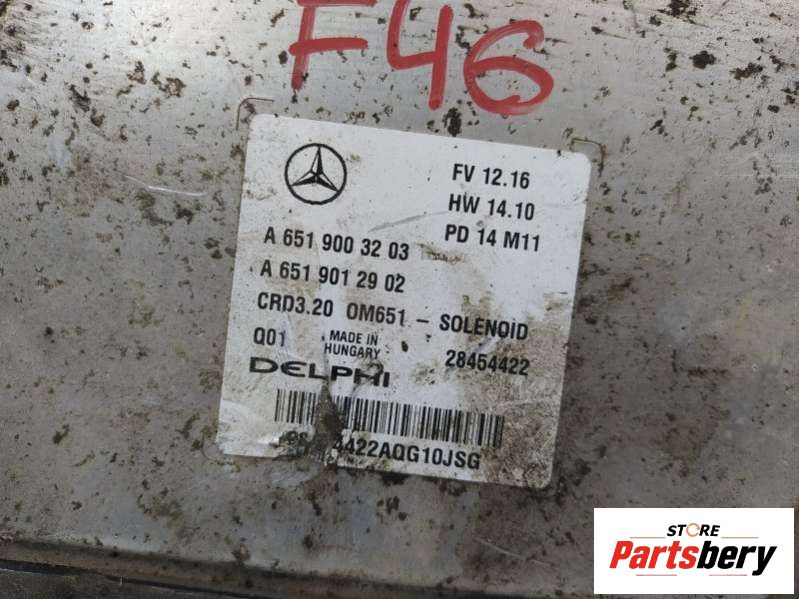 F46
FV 12.16
HW 14.10
PD 14 M11
A 651 900 32 03
A 651 901 29 02
CRD3.20 OM651 – SOLENOID
Q01 MADE IN HUNGARY 28454422
DELPHI
4422AQG10JSG
STORE
Partsbery